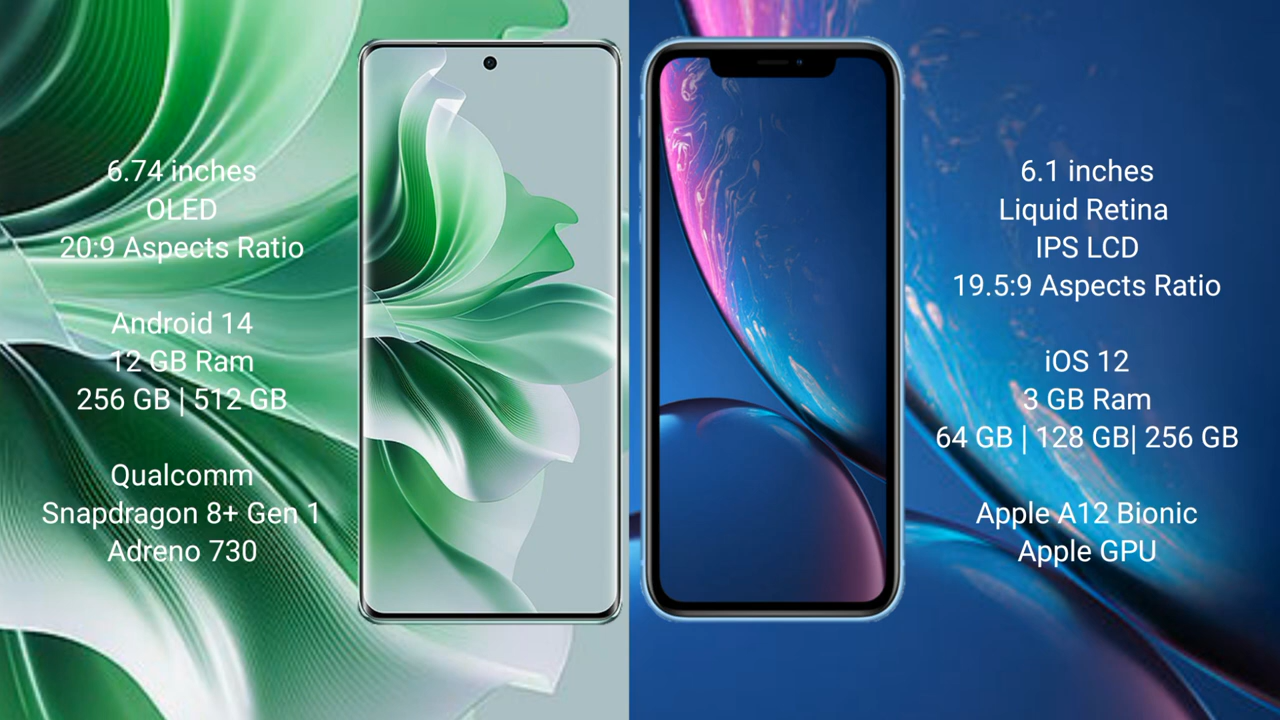 6.74 inches
OLED
20:9 Aspects Ratio
Android 14
12 GB Ram
256 GB | 512 GB
Qualcomm
Snapdragon 8+ Gen 1
Adreno 730
6.1 inches
Liquid Retina
IPS LCD
19.5:9 Aspects Ratio
iOS 12
3 GB Ram
64 GB | 128 GB| 256 GB
Apple A12 Bionic
Apple GPU